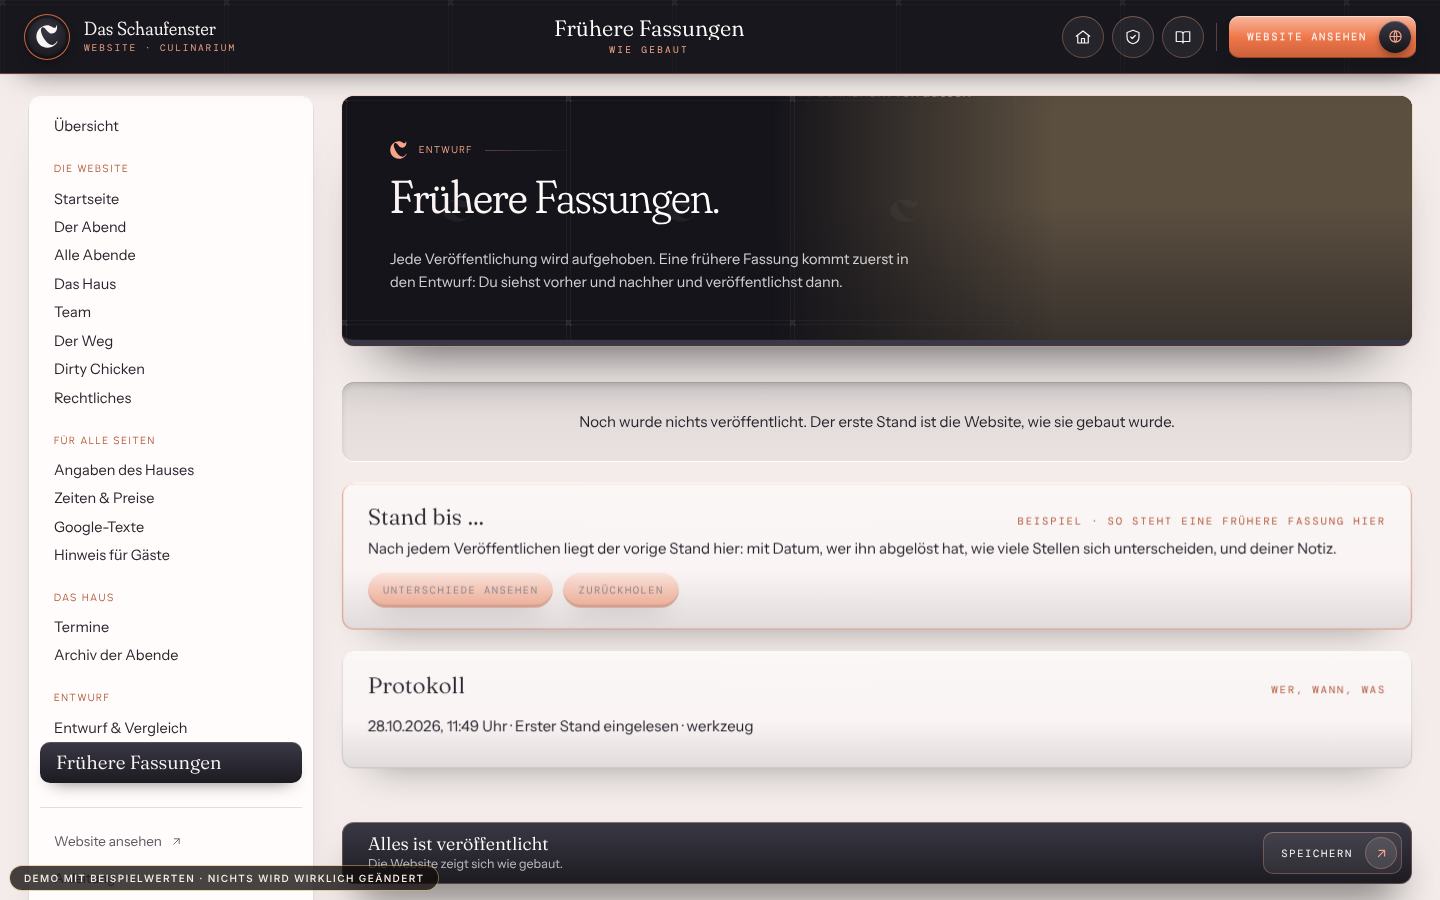 Das Schaufenster
WEBSITE · CULINARIUM
Frühere Fassungen
WIE GEBAUT
WEBSITE ANSEHEN
Übersicht
DIE WEBSITE
Startseite
Der Abend
Alle Abende
Das Haus
Team
Der Weg
Dirty Chicken
Rechtliches
FÜR ALLE SEITEN
Angaben des Hauses
Zeiten & Preise
Google-Texte
Hinweis für Gäste
DAS HAUS
Termine
Archiv der Abende
ENTWURF
Entwurf & Vergleich
Frühere Fassungen
Website ansehen
DEMO MIT BEISPIELWERTEN · NICHTS WIRD WIRKLICH GEÄNDERT
ENTWURF
Frühere Fassungen.
Jede Veröffentlichung wird aufgehoben. Eine frühere Fassung kommt zuerst in
den Entwurf: Du siehst vorher und nachher und veröffentlichst dann.
Noch wurde nichts veröffentlicht. Der erste Stand ist die Website, wie sie gebaut wurde.
Stand bis …
BEISPIEL · SO STEHT EINE FRÜHERE FASSUNG HIER
Nach jedem Veröffentlichen liegt der vorige Stand hier: mit Datum, wer ihn abgelöst hat, wie viele Stellen sich unterscheiden, und deiner Notiz.
UNTERSCHIEDE ANSEHEN
ZURÜCKHOLEN
Protokoll
WER, WANN, WAS
28.10.2026, 11:49 Uhr · Erster Stand eingelesen · werkzeug
Alles ist veröffentlicht
Die Website zeigt sich wie gebaut.
SPEICHERN